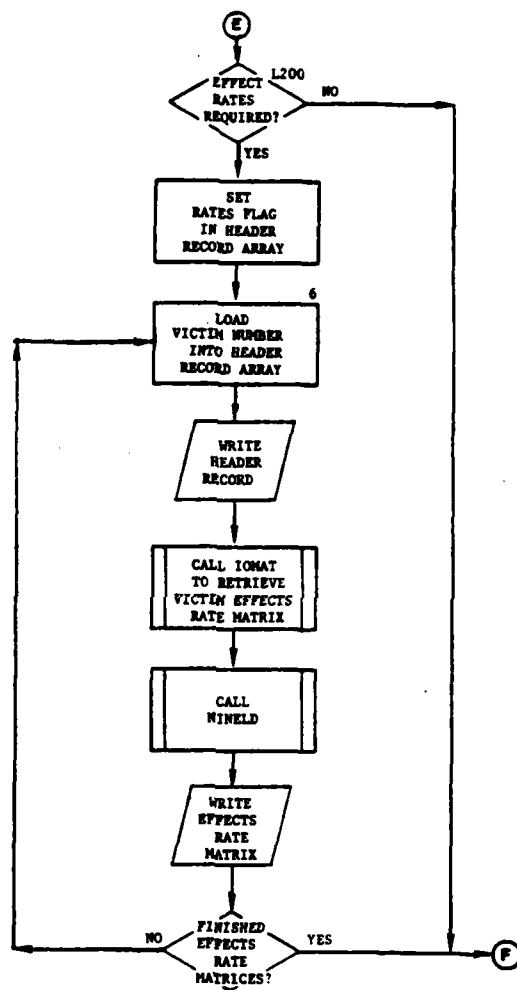 E
L200
EFFECT
RATES
REQUIRED?
NO
YES
SET
RATES FLAG
IN HEADER
RECORD ARRAY
6
LOAD
VICTIM NUMBER
INTO HEADER
RECORD ARRAY
WRITE
HEADER
RECORD
CALL IOMAT
TO RETRIEVE
VICTIM EFFECTS
RATE MATRIX
CALL
NINELD
WRITE
EFFECTS
RATE
MATRIX
NO
FINISHED
EFFECTS
RATE
MATRICES?
YES
F